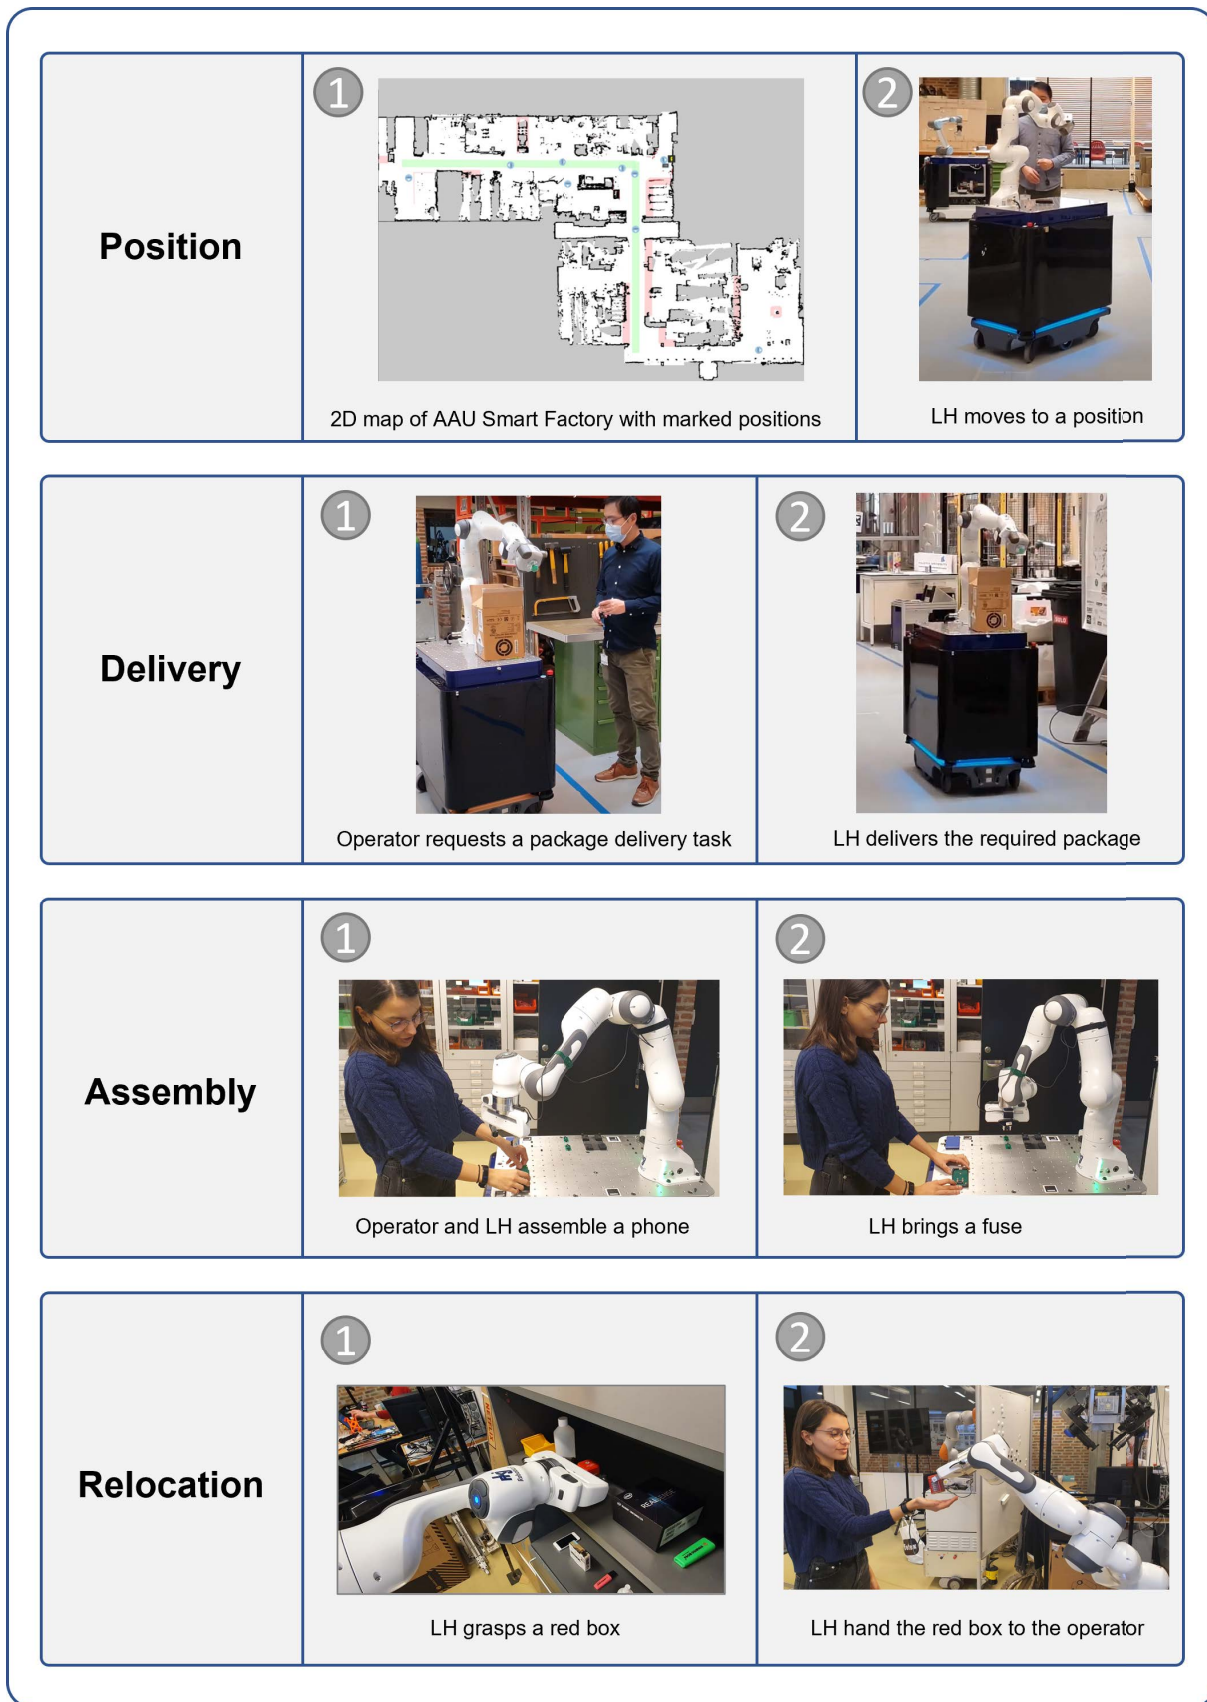 Position
1
2D map of AAU Smart Factory with marked positions
2
LH moves to a position
Delivery
1
Operator requests a package delivery task
2
LH delivers the required package
Assembly
1
Operator and LH assemble a phone
2
LH brings a fuse
Relocation
1
LH grasps a red box
2
LH hand the red box to the operator